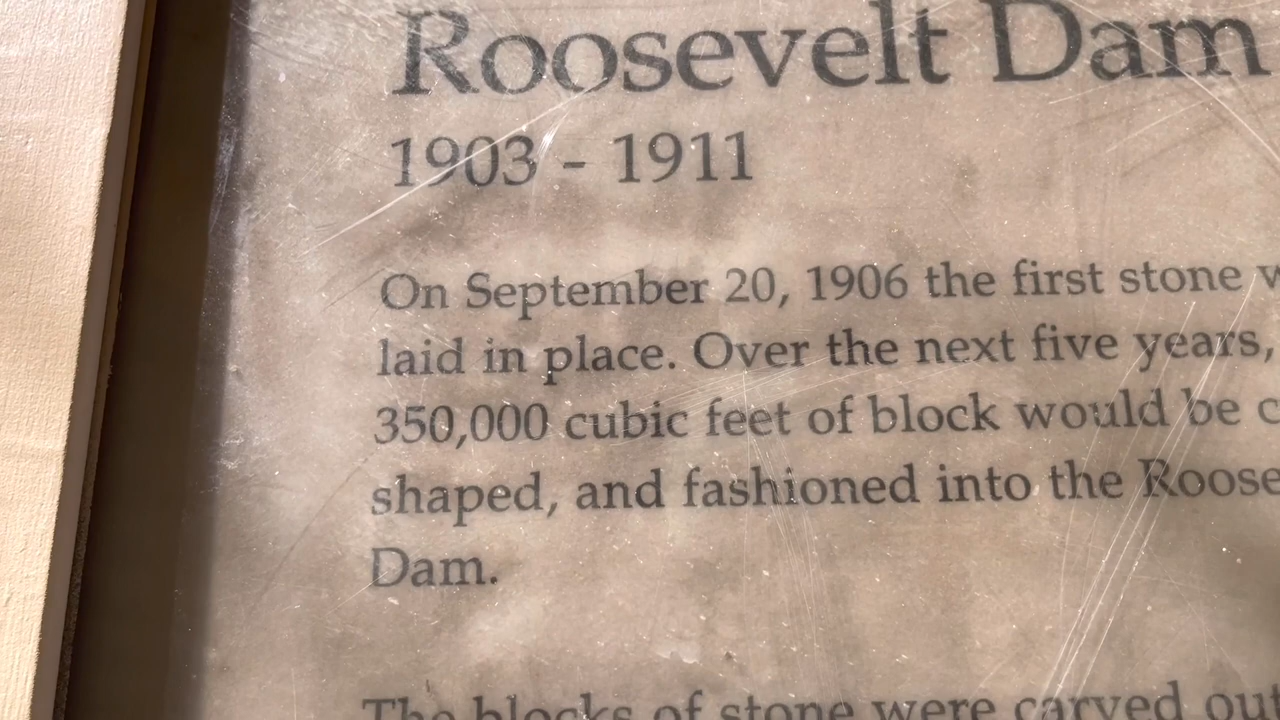 Roosevelt Dam
1903 - 1911
On September 20, 1906 the first stone
laid in place. Over the next five years,
350,000 cubic feet of block would be
shaped, and fashioned into the
Dam.
The blocks of stone were carved out